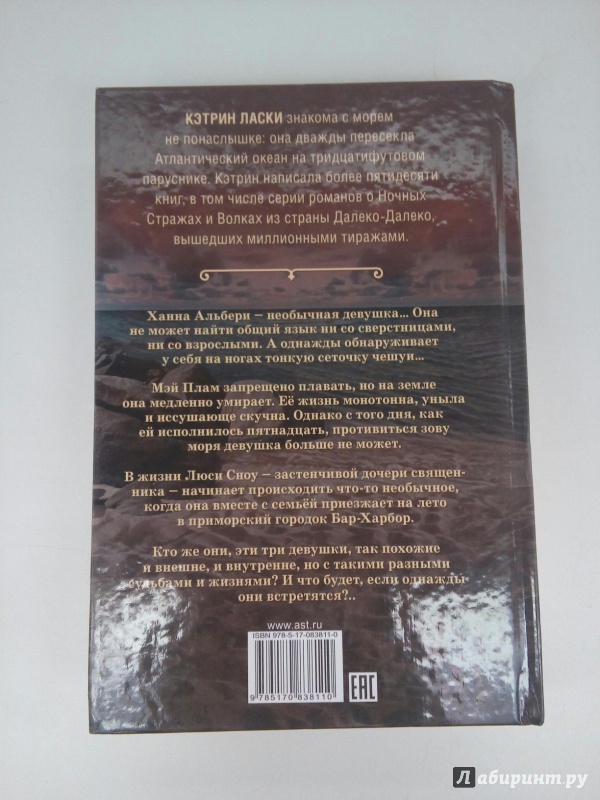 КЭТРИН ЛАСКИ знакома с морем
не понаслышке: она дважды пересекла
Атлантический океан на тридцатифутовом
паруснике. Кэтрин написала более пятидесяти
книг, в том числе серии романов о Ночных
Стражах и Волках из страны Далеко-Далеко,
вышедших миллионными тиражами.
Ханна Альбери – необычная девушка... Она
не может найти общий язык ни со сверстницами,
ни со взрослыми. А однажды обнаруживает
у себя на ногах тонкую сеточку чешуи...
Мэй Плам запрещено плавать, но на земле
она медленно умирает. Её жизнь монотонна, уныла
и иссушающе скучна. Однако с того дня, как
ей исполнилось пятнадцать, противиться зову
моря девушка больше не может.
В жизни Люси Сноу – застенчивой дочери священ-
ника – начинает происходить что-то необычное,
когда она вместе с семьёй приезжает на лето
в приморский городок Бар-Харбор.
Кто же они, эти три девушки, так похожие
и внешне, и внутренне, но с такими разными
судьбами и жизнями? И что будет, если однажды
они встретятся?..
www.ast.ru
ISBN 978-5-17-083811-0
9 785170 838110
EAC
Лабиринт.ру